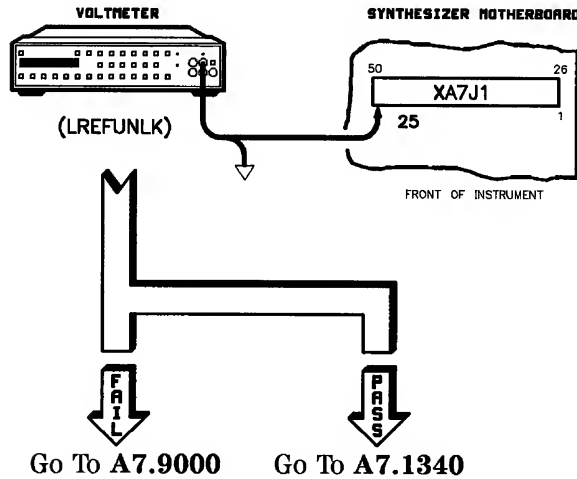 VOLTMETER
SYNTHESIZER MOTHERBOARD
50 26
XA7J1
(LREFUNLK)
25 1
FRONT OF INSTRUMENT
FAIL PASS
Go To A7.9000 Go To A7.1340